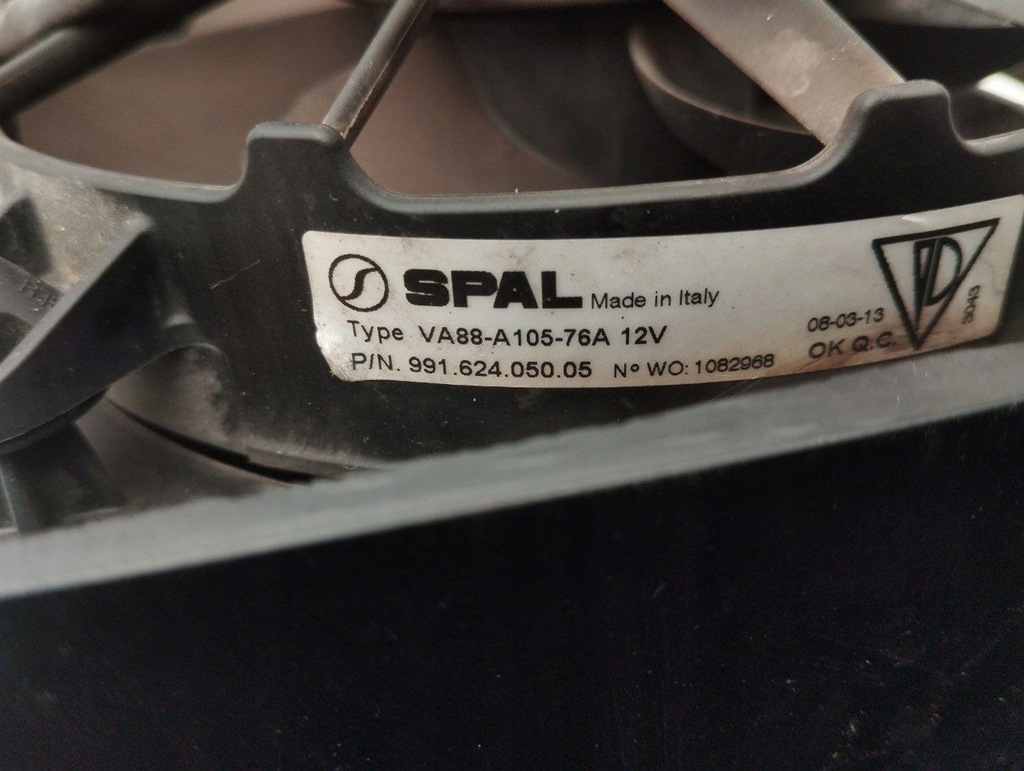 SPAL Made in Italy
Type VA88-A105-76A 12V
P/N. 991.624.050.05 N° WO: 1082968
08-03-13
OK Q.C.